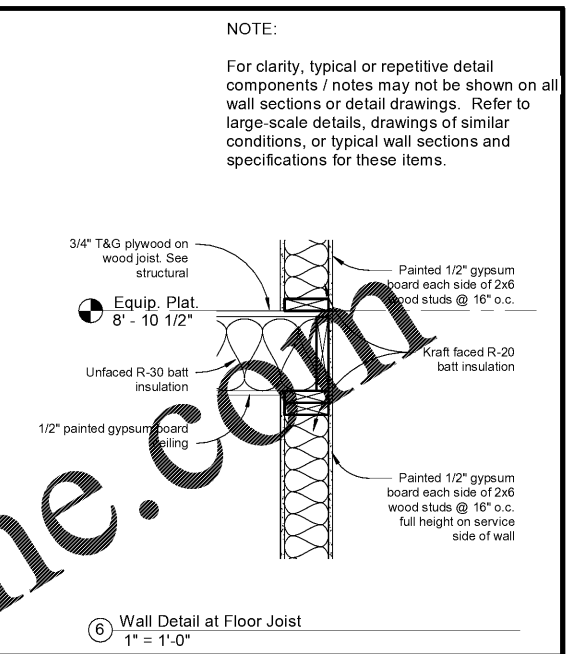 NOTE:
For clarity, typical or repetitive detail
components / notes may not be shown on all
wall sections or detail drawings. Refer to
large-scale details, drawings of similar
conditions, or typical wall sections and
specifications for these items.
3/4" T&G plywood on
wood joist. See
structural
Equip. Plat.
8' - 10 1/2"
Unfaced R-30 batt
insulation
1/2" painted gypsum board
ceiling
Painted 1/2" gypsum
board each side of 2x6
wood studs @ 16" o.c.
Kraft faced R-20
batt insulation
Painted 1/2" gypsum
board each side of 2x6
wood studs @ 16" o.c.
full height on service
side of wall
6 Wall Detail at Floor Joist
1" = 1'-0"
ne.com